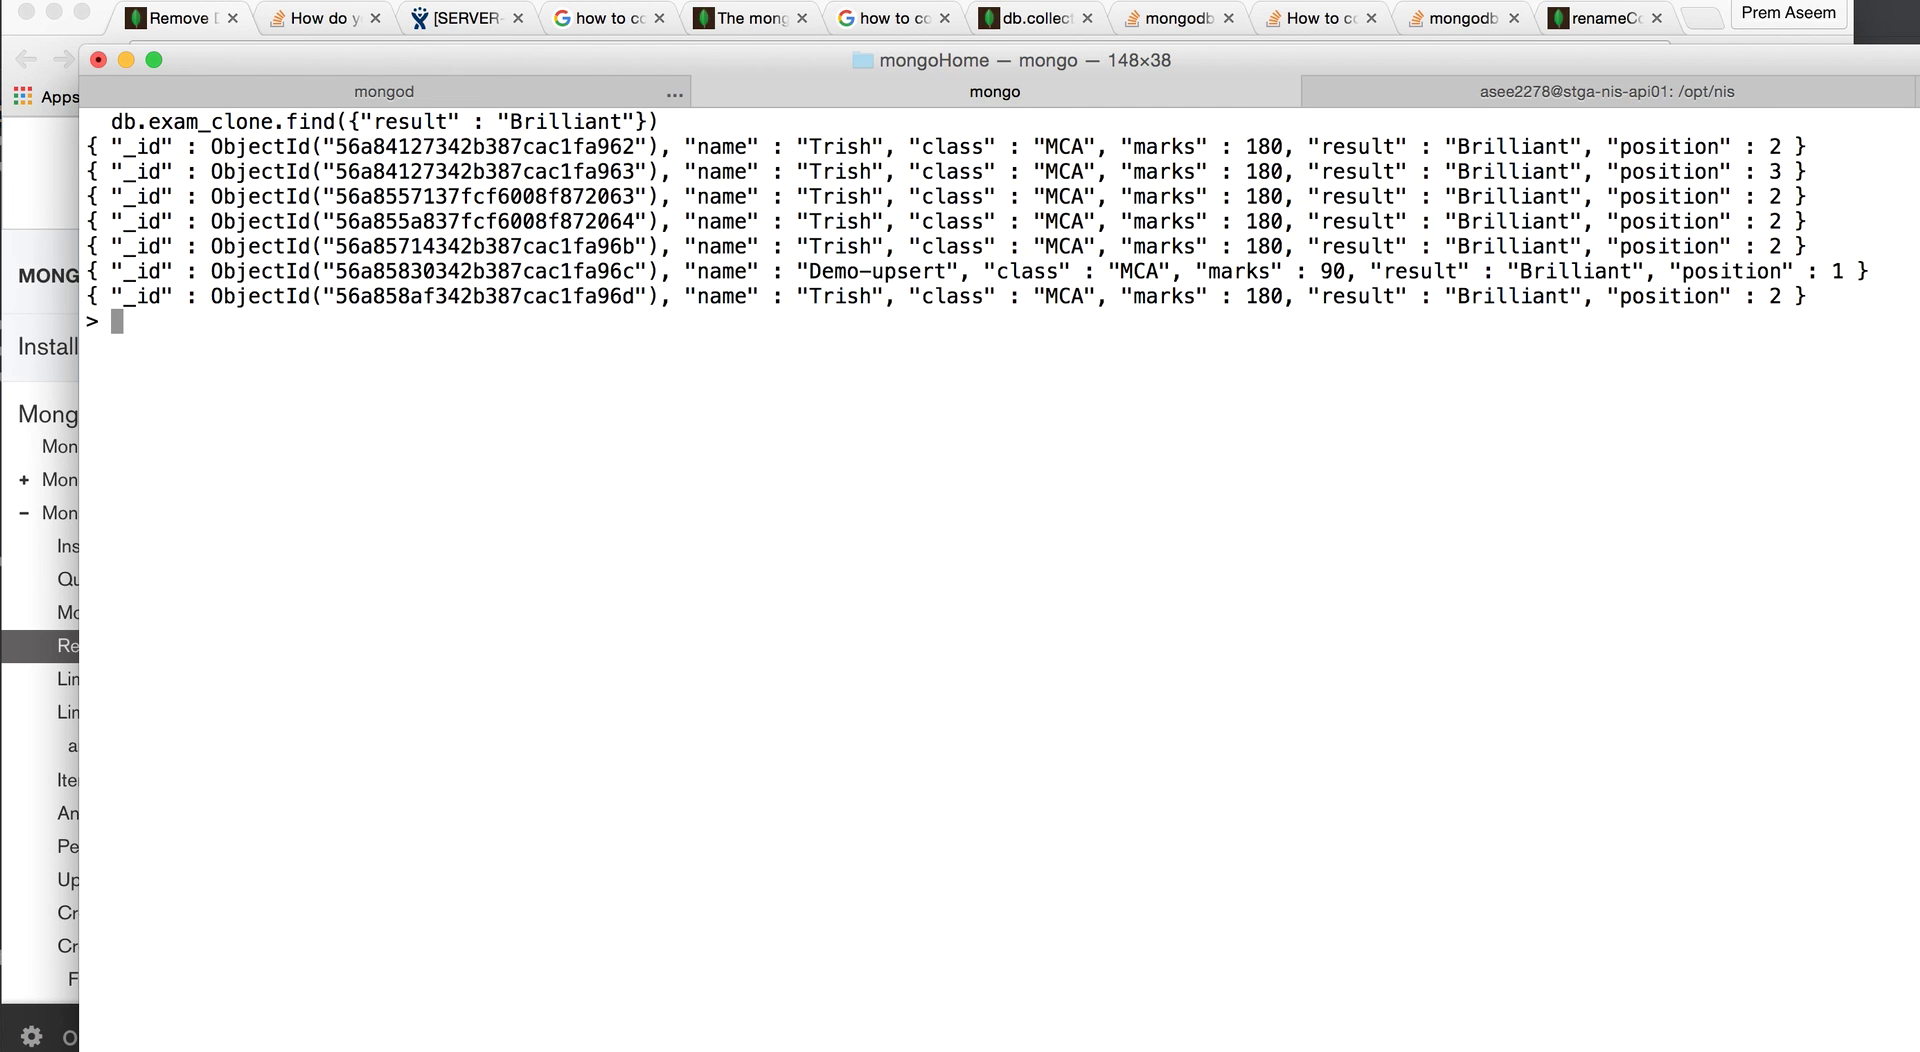 Remove D
How do y
[SERVER-
how to co
The mong
how to co
db.collect
mongodb
How to co
mongodb
renameCo
Prem Aseem
mongoHome — mongo — 148×38
Apps
mongod ...
mongo
asee2278@stga-nis-api01: /opt/nis
db.exam_clone.find({"result" : "Brilliant"})
{ "_id" : ObjectId("56a84127342b387cac1fa962"), "name" : "Trish", "class" : "MCA", "marks" : 180, "result" : "Brilliant", "position" : 2 }
{ "_id" : ObjectId("56a84127342b387cac1fa963"), "name" : "Trish", "class" : "MCA", "marks" : 180, "result" : "Brilliant", "position" : 3 }
{ "_id" : ObjectId("56a8557137fcf6008f872063"), "name" : "Trish", "class" : "MCA", "marks" : 180, "result" : "Brilliant", "position" : 2 }
{ "_id" : ObjectId("56a855a837fcf6008f872064"), "name" : "Trish", "class" : "MCA", "marks" : 180, "result" : "Brilliant", "position" : 2 }
{ "_id" : ObjectId("56a85714342b387cac1fa96b"), "name" : "Trish", "class" : "MCA", "marks" : 180, "result" : "Brilliant", "position" : 2 }
{ "_id" : ObjectId("56a85830342b387cac1fa96c"), "name" : "Demo-upsert", "class" : "MCA", "marks" : 90, "result" : "Brilliant", "position" : 1 }
{ "_id" : ObjectId("56a858af342b387cac1fa96d"), "name" : "Trish", "class" : "MCA", "marks" : 180, "result" : "Brilliant", "position" : 2 }
>
MONG
Install
Mong
Mon
+ Mon
− Mon
Ins
Qu
Mo
Re
Lim
Lim
a
Ite
An
Pe
Up
Cr
Cr
F
O